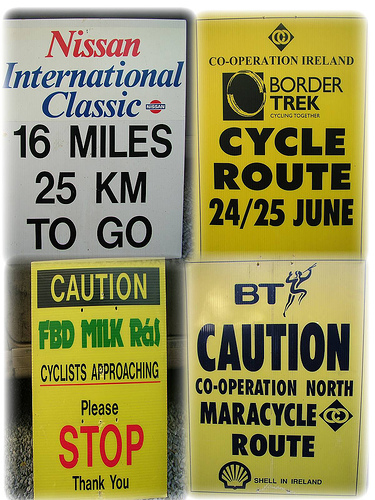 Nissan
International
Classic NISSAN
16 MILES
25 KM
TO GO
CO-OPERATION IRELAND
BORDER
TREK
CYCLING TOGETHER
CYCLE
ROUTE
24/25 JUNE
CAUTION
FBD MILK Rás
CYCLISTS APPROACHING
Please
STOP
Thank You
BT
CAUTION
CO-OPERATION NORTH
MARACYCLE
ROUTE
SHELL IN IRELAND